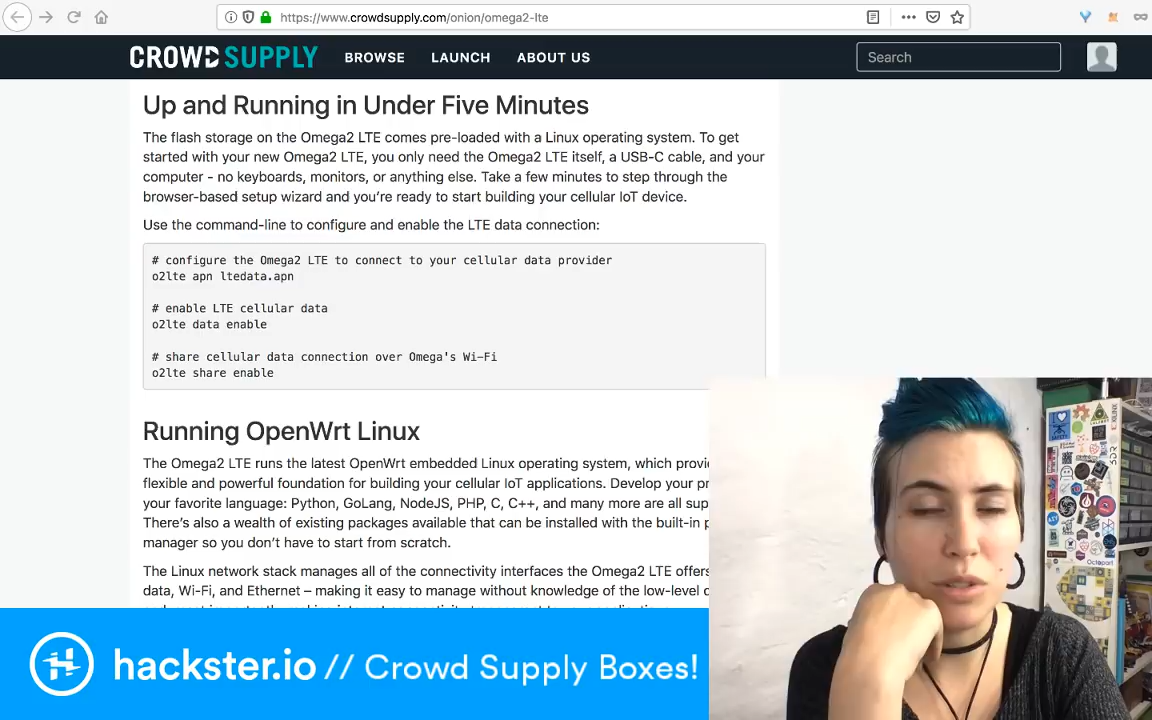 https://www.crowdsupply.com/onion/omega2-lte
CROWD SUPPLY BROWSE LAUNCH ABOUT US Search
Up and Running in Under Five Minutes
The flash storage on the Omega2 LTE comes pre-loaded with a Linux operating system. To get
started with your new Omega2 LTE, you only need the Omega2 LTE itself, a USB-C cable, and your
computer - no keyboards, monitors, or anything else. Take a few minutes to step through the
browser-based setup wizard and you're ready to start building your cellular IoT device.
Use the command-line to configure and enable the LTE data connection:
# configure the Omega2 LTE to connect to your cellular data provider
o2lte apn ltedata.apn
# enable LTE cellular data
o2lte data enable
# share cellular data connection over Omega's Wi-Fi
o2lte share enable
Running OpenWrt Linux
The Omega2 LTE runs the latest OpenWrt embedded Linux operating system, which provi
flexible and powerful foundation for building your cellular IoT applications. Develop your pr
your favorite language: Python, GoLang, NodeJS, PHP, C, C++, and many more are all sup
There's also a wealth of existing packages available that can be installed with the built-in p
manager so you don't have to start from scratch.
The Linux network stack manages all of the connectivity interfaces the Omega2 LTE offers
data, Wi-Fi, and Ethernet – making it easy to manage without knowledge of the low-level c
hackster.io // Crowd Supply Boxes!